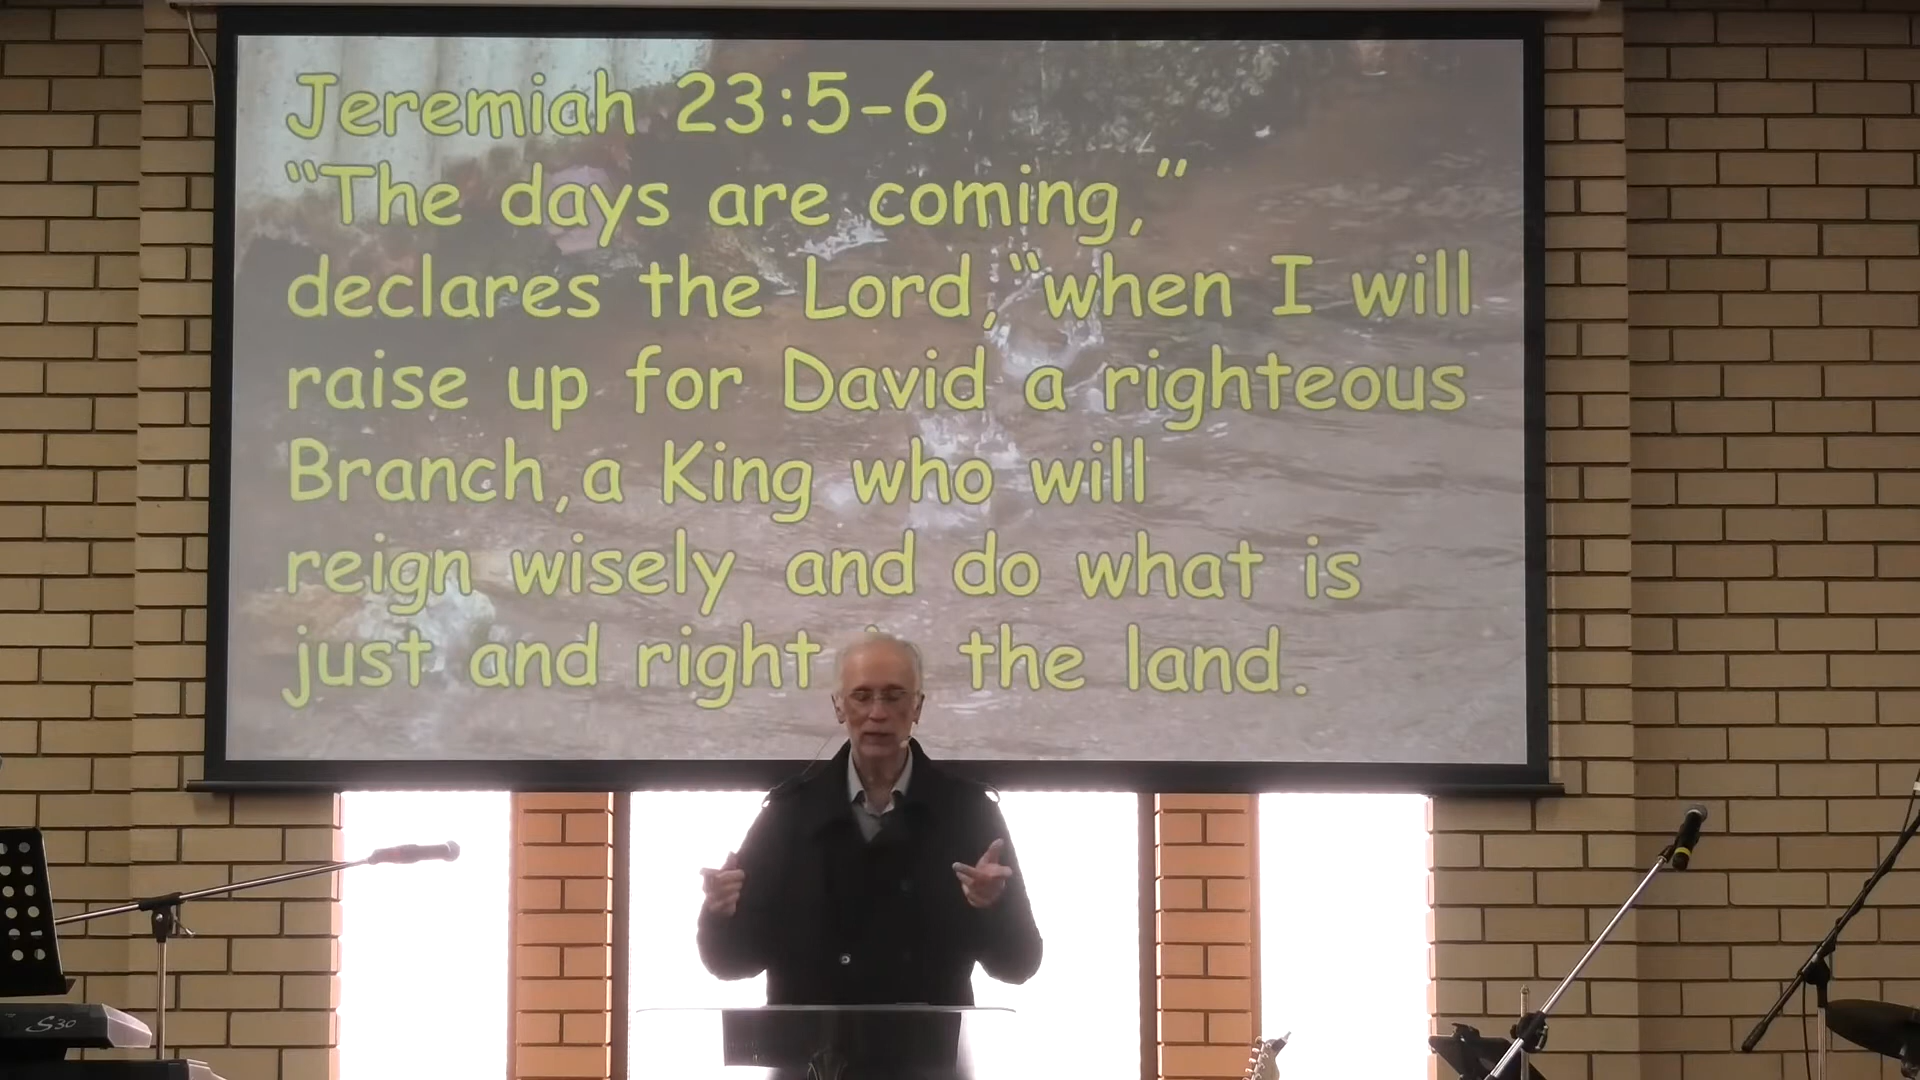 Jeremiah 23:5-6
“The days are coming,”
declares the Lord,“when I will
raise up for David a righteous
Branch,a King who will
reign wisely and do what is
just and right the land.
S30